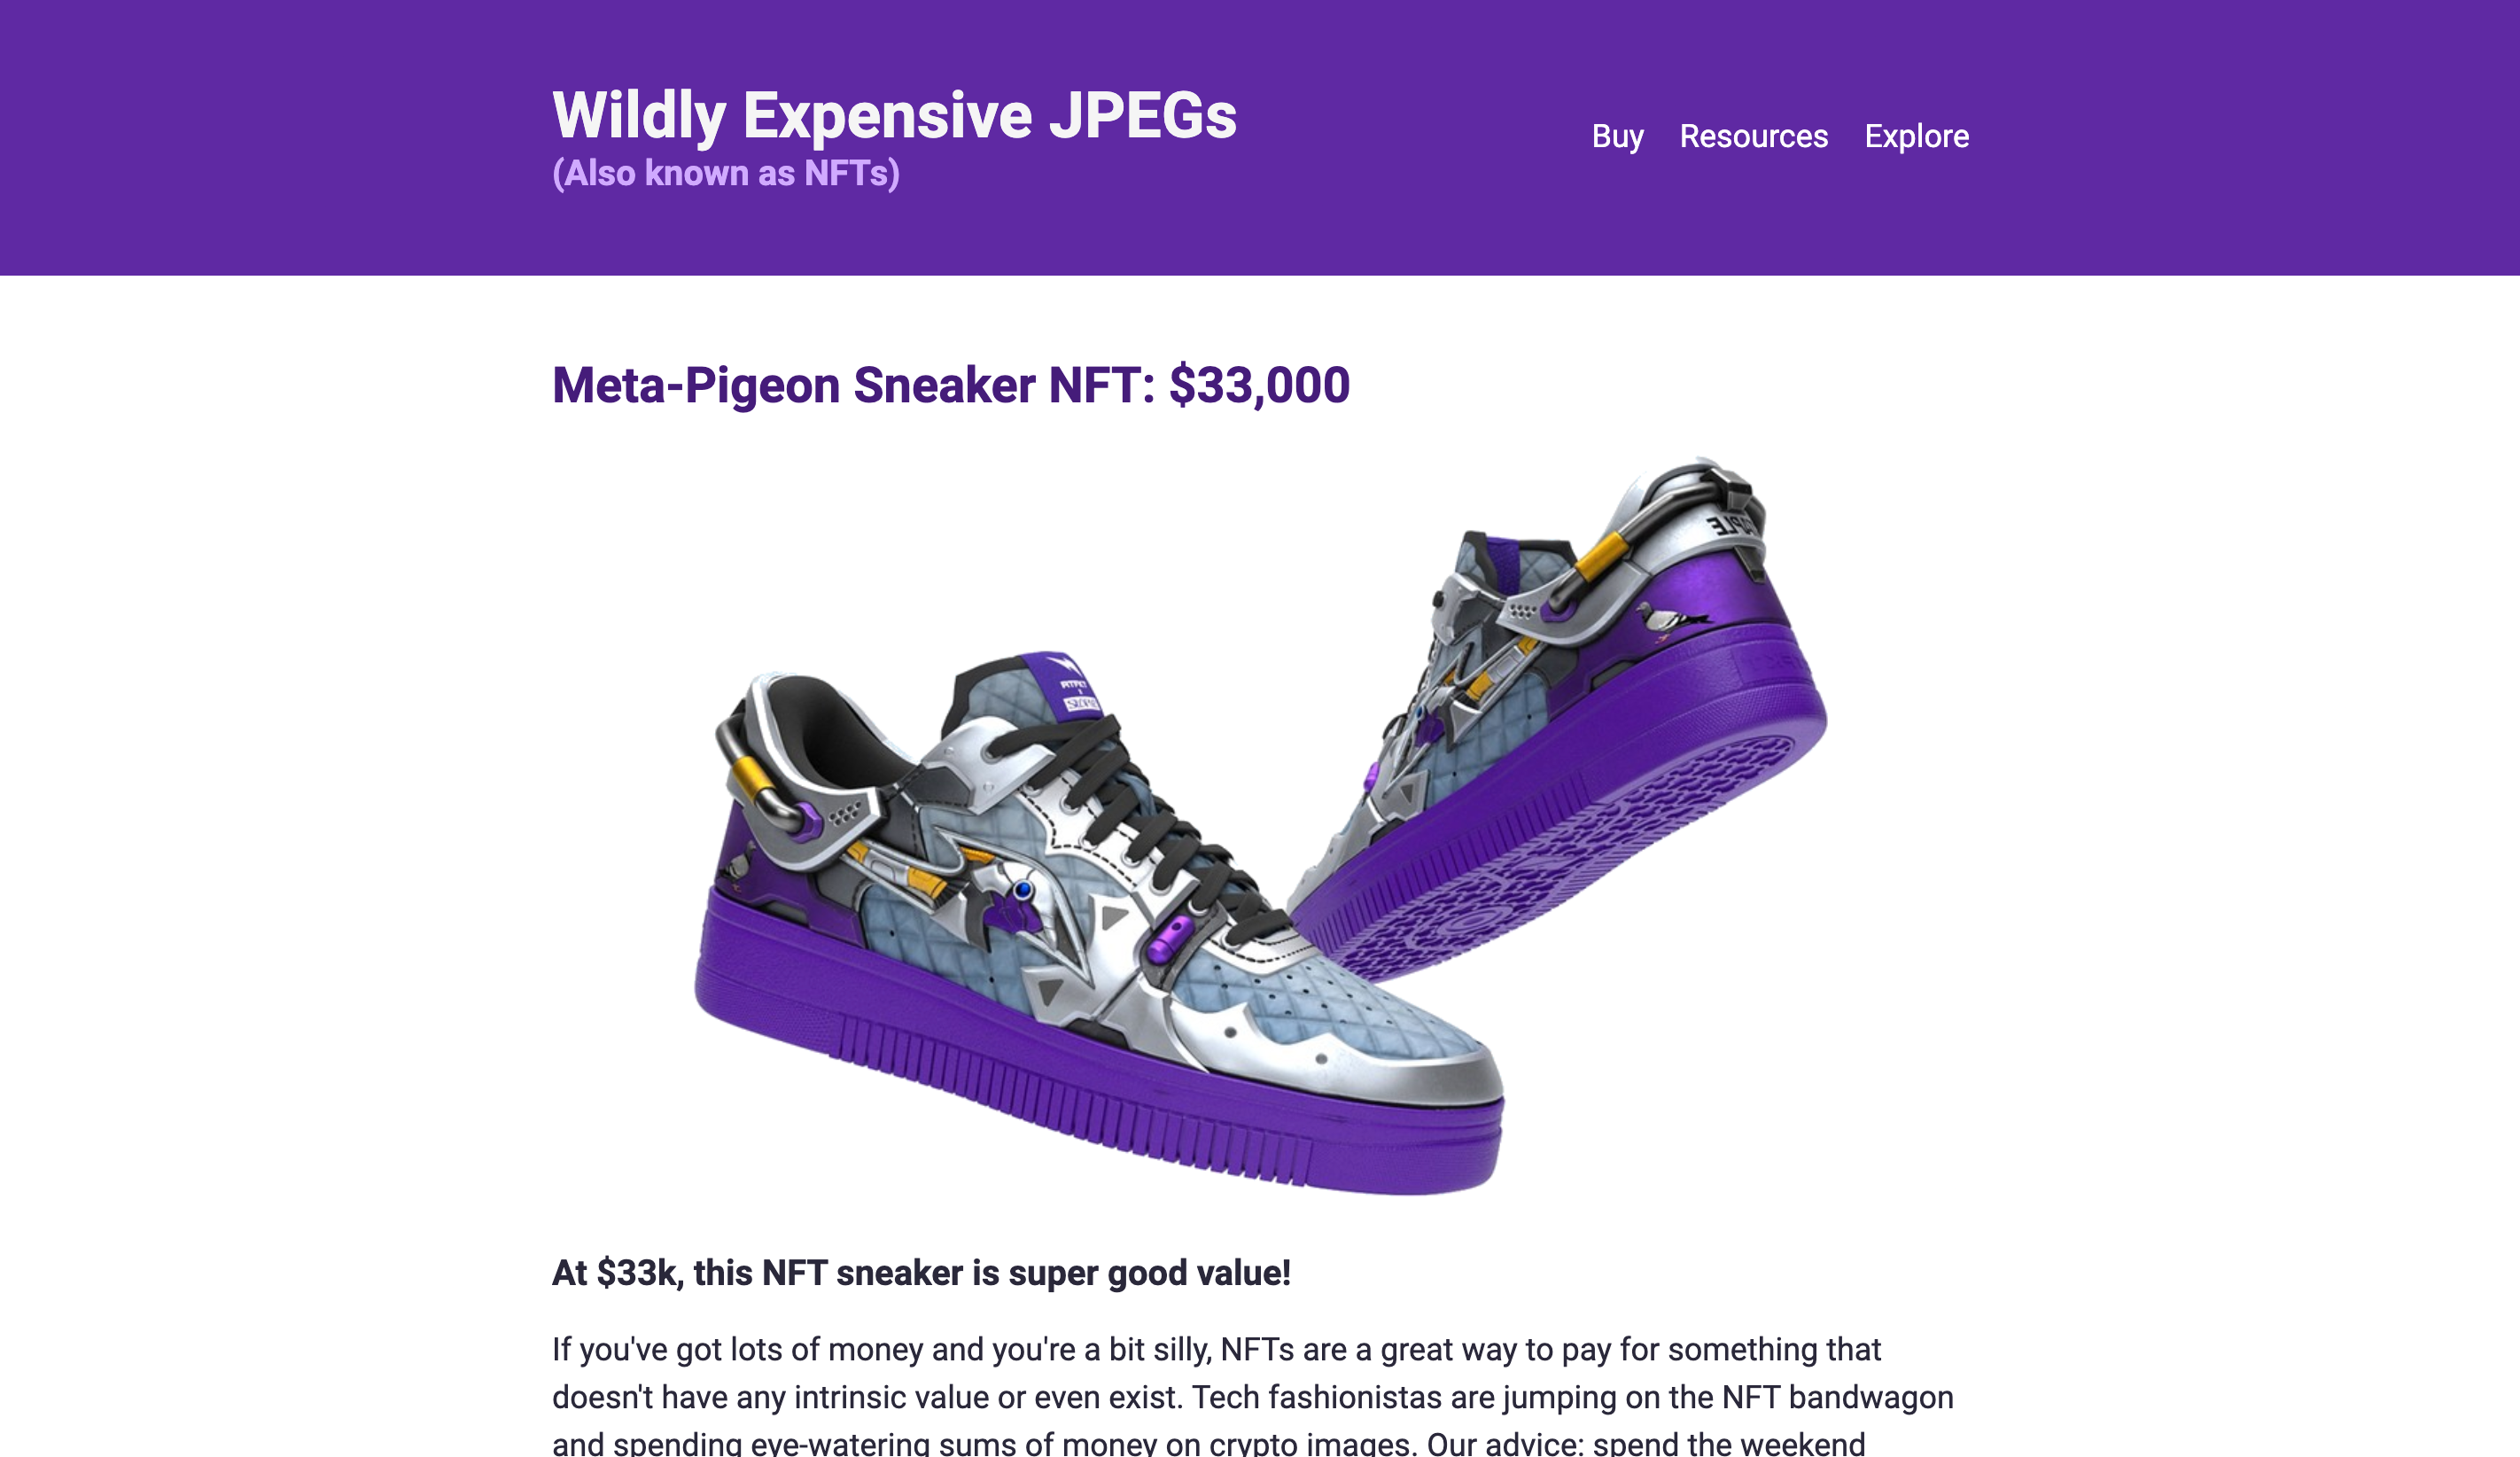 Wildly Expensive JPEGs
(Also known as NFTs)
Buy Resources Explore
Meta-Pigeon Sneaker NFT: $33,000
At $33k, this NFT sneaker is super good value!
If you've got lots of money and you're a bit silly, NFTs are a great way to pay for something that
doesn't have any intrinsic value or even exist. Tech fashionistas are jumping on the NFT bandwagon
and spending eye-watering sums of money on crypto images. Our advice: spend the weekend